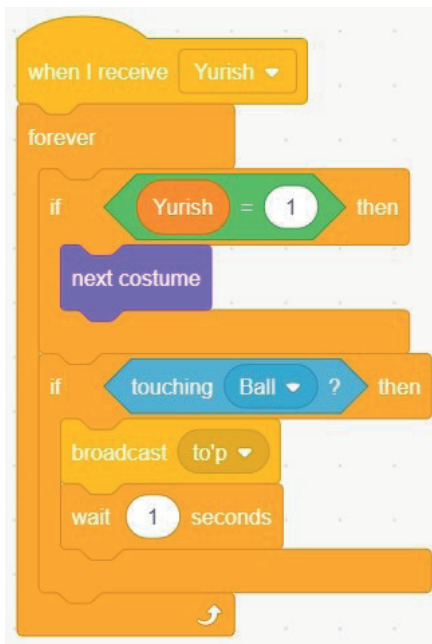 when I receive Yurish
forever
if Yurish = 1 then
next costume
if touching Ball ? then
broadcast to'p
wait 1 seconds